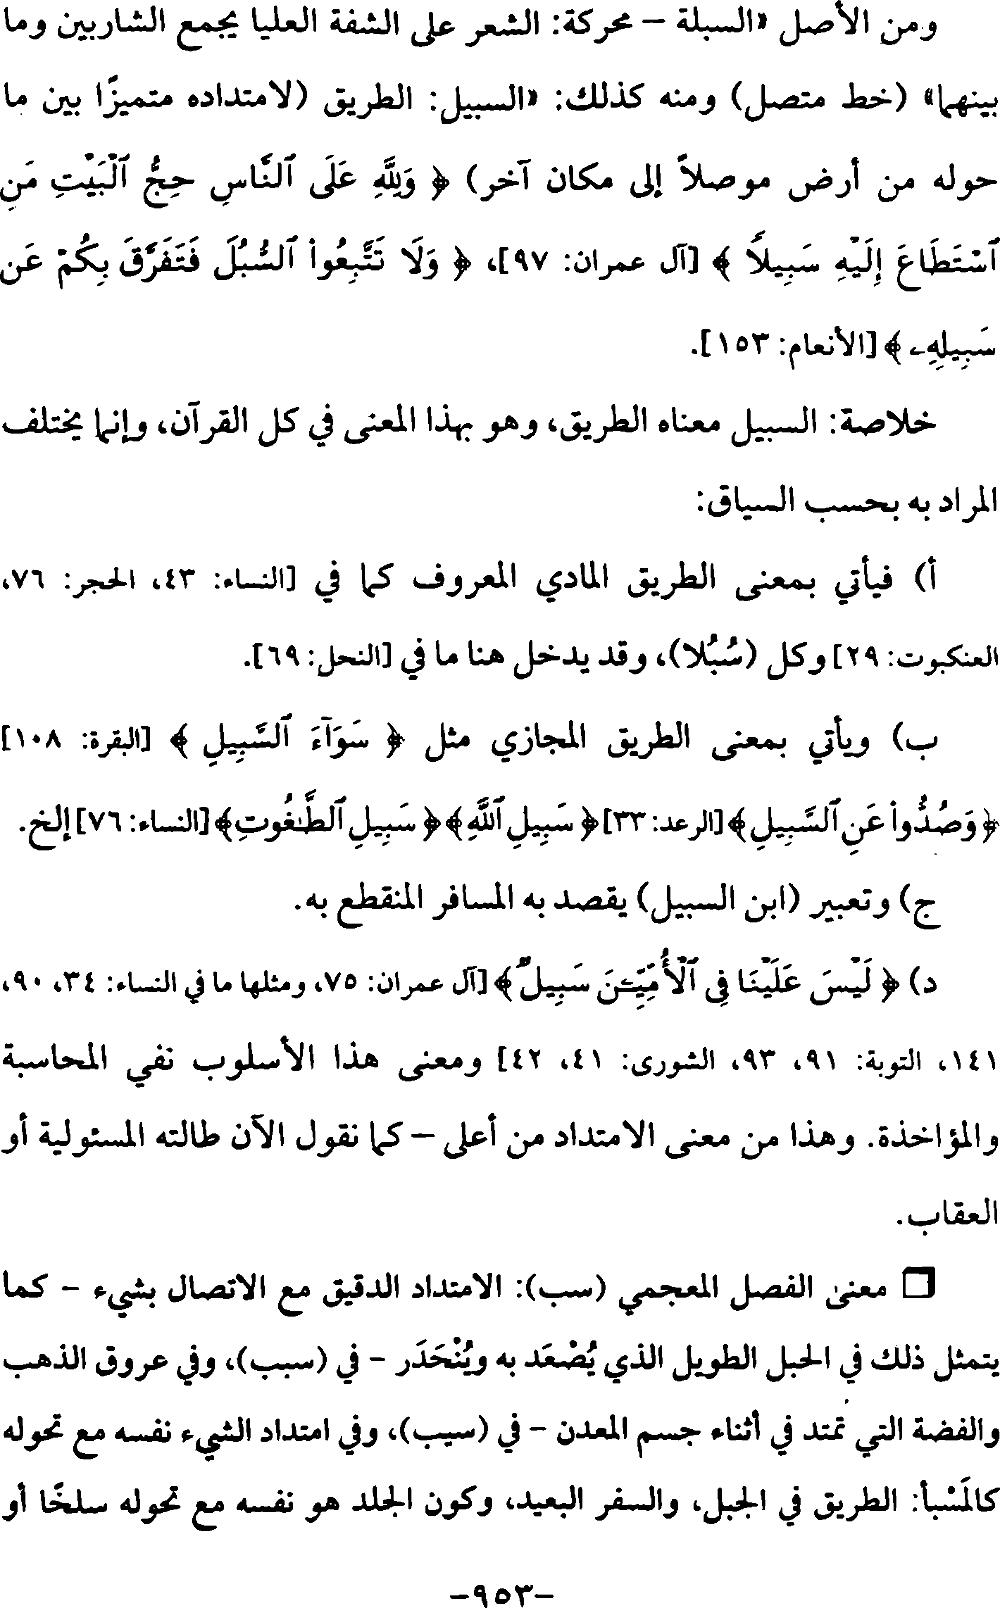 ومن الأصل «السبلة – محركة: الشعر على الشفة العليا يجمع الشاربين وما
بينهما» (خط متصل) ومنه كذلك: «السبيل: الطريق (لامتداده متميزًا بين ما
حوله من أرض موصلاً إلى مكان آخر) ﴿ وَلِلَّهِ عَلَى ٱلنَّاسِ حِجُّ ٱلْبَيْتِ مَنِ
ٱسْتَطَاعَ إِلَيْهِ سَبِيلًا ﴾ [آل عمران: ٩٧]، ﴿ وَلَا تَتَّبِعُوا۟ ٱلسُّبُلَ فَتَفَرَّقَ بِكُمْ عَن
سَبِيلِهِۦ ﴾ [الأنعام: ١٥٣].
خلاصة: السبيل معناه الطريق، وهو بهذا المعنى في كل القرآن، وإنما يختلف
المراد به بحسب السياق:
أ) فيأتي بمعنى الطريق المادي المعروف كما في [النساء: ٤٣، الحجر: ٧٦،
العنكبوت: ٢٩] وكل (سُبُلا)، وقد يدخل هنا ما في [النحل: ٦٩].
ب) ويأتي بمعنى الطريق المجازي مثل ﴿ سَوَآءَ ٱلسَّبِيلِ ﴾ [البقرة: ١٠٨]
﴿ وَصُدُّوا۟ عَنِ ٱلسَّبِيلِ ﴾ [الرعد: ٣٣] ﴿ سَبِيلِ ٱللَّهِ ﴾ ﴿ سَبِيلِ ٱلطَّـٰغُوتِ ﴾ [النساء: ٧٦] إلخ.
ج) وتعبير (ابن السبيل) يقصد به المسافر المنقطع به.
د) ﴿ لَيْسَ عَلَيْنَا فِى ٱلْأُمِّيِّـۧنَ سَبِيلٌ ﴾ [آل عمران: ٧٥، ومثلها ما في النساء: ٣٤، ٩٠،
١٤١، التوبة: ٩١، ٩٣، الشورى: ٤١، ٤٢] ومعنى هذا الأسلوب نفي المحاسبة
والمؤاخذة. وهذا من معنى الامتداد من أعلى – كما نقول الآن طالته المسئولية أو
العقاب.
❒ معنى الفصل المعجمي (سب): الامتداد الدقيق مع الاتصال بشيء – كما
يتمثل ذلك في الحبل الطويل الذي يُصْعَد به ويُنْحَدَر – في (سبب)، وفي عروق الذهب
والفضة التي تمتد في أثناء جسم المعدن – في (سيب)، وفي امتداد الشيء نفسه مع تحوله
كالمَسْبأ: الطريق في الجبل، والسفر البعيد، وكون الجلد هو نفسه مع تحوله سلخًا أو
-٩٥٣-